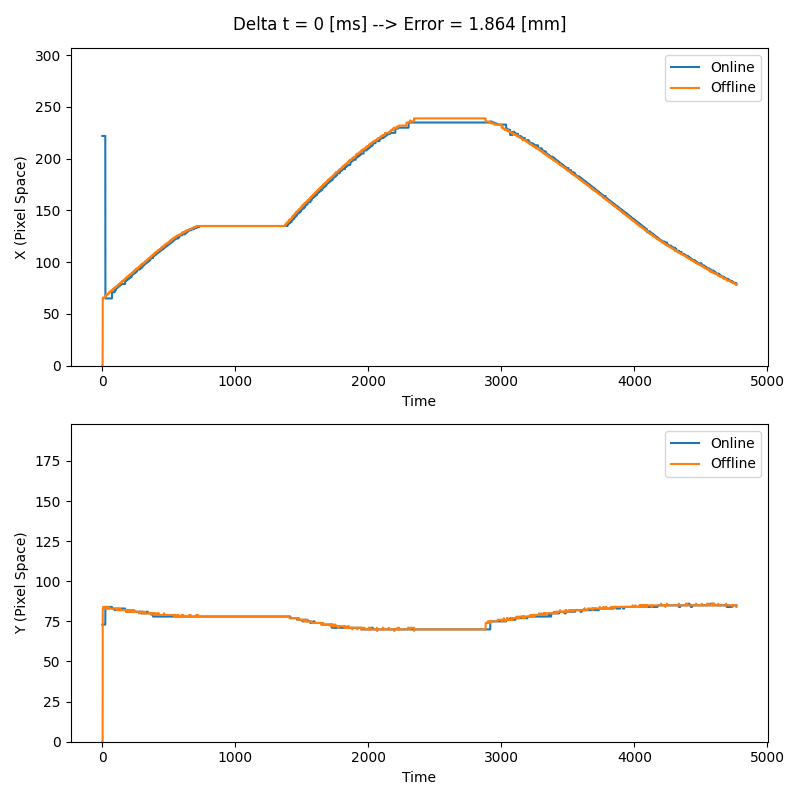 Delta t = 0 [ms] --> Error = 1.864 [mm]
300
250
200
150
100
50
0
X (Pixel Space)
Online
Offline
0 1000 2000 3000 4000 5000
Time
175
150
125
100
75
50
25
0
Y (Pixel Space)
Online
Offline
0 1000 2000 3000 4000 5000
Time